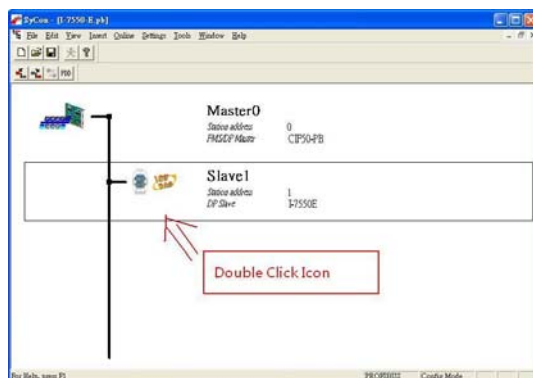 SyCon - [I-7550-E.pb]
File Edit View Insert Online Settings Tools Window Help
Master0
Station address 0
FMS/DP Master CIF50-PB
Slave1
Station address 1
DP Slave I-7550E
Double Click Icon
For Help, press F1
PROFIBUS Config Mode